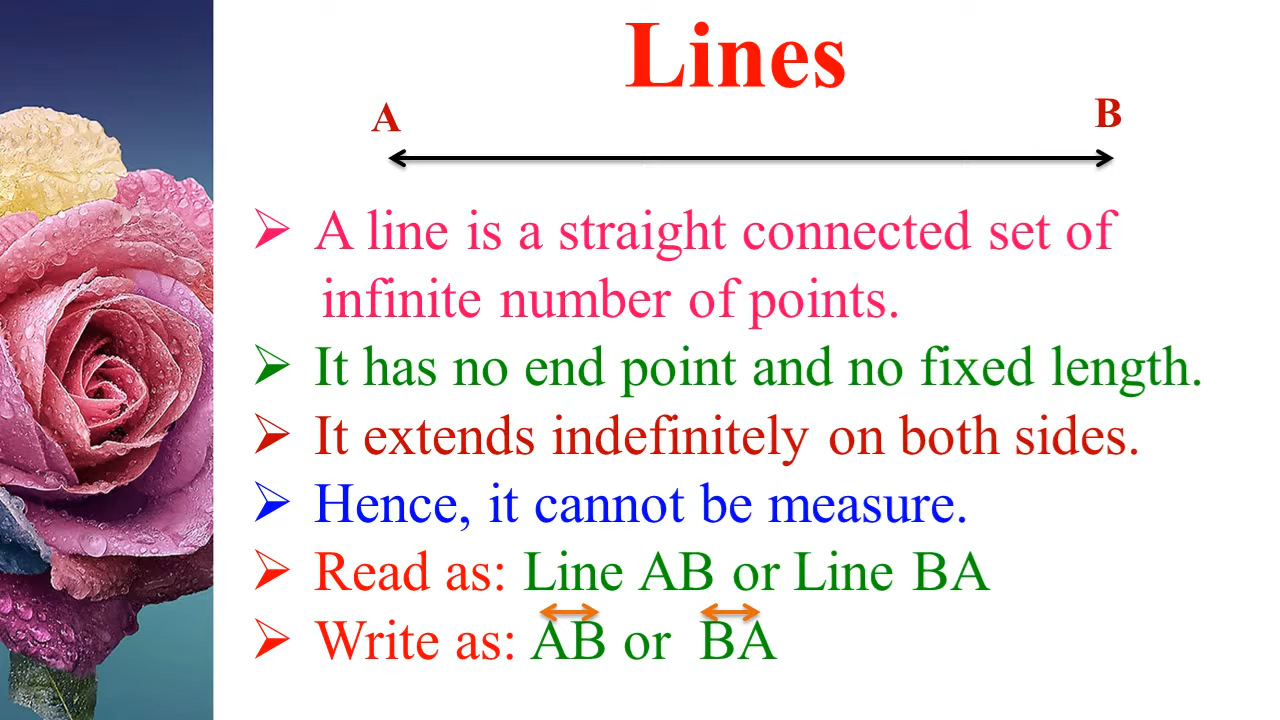 Lines
A B
➢ A line is a straight connected set of
infinite number of points.
➢ It has no end point and no fixed length.
➢ It extends indefinitely on both sides.
➢ Hence, it cannot be measure.
➢ Read as: Line AB or Line BA
➢ Write as: AB or BA